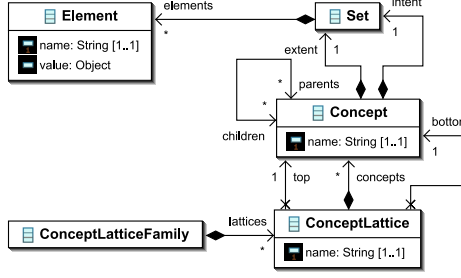 elements
intent
Element
Set
*
1
name: String [1..1]
value: Object
extent
1
*
parents
*
Concept
children
name: String [1..1]
bottom
1
1
top
*
concepts
lattices
ConceptLatticeFamily
ConceptLattice
*
name: String [1..1]